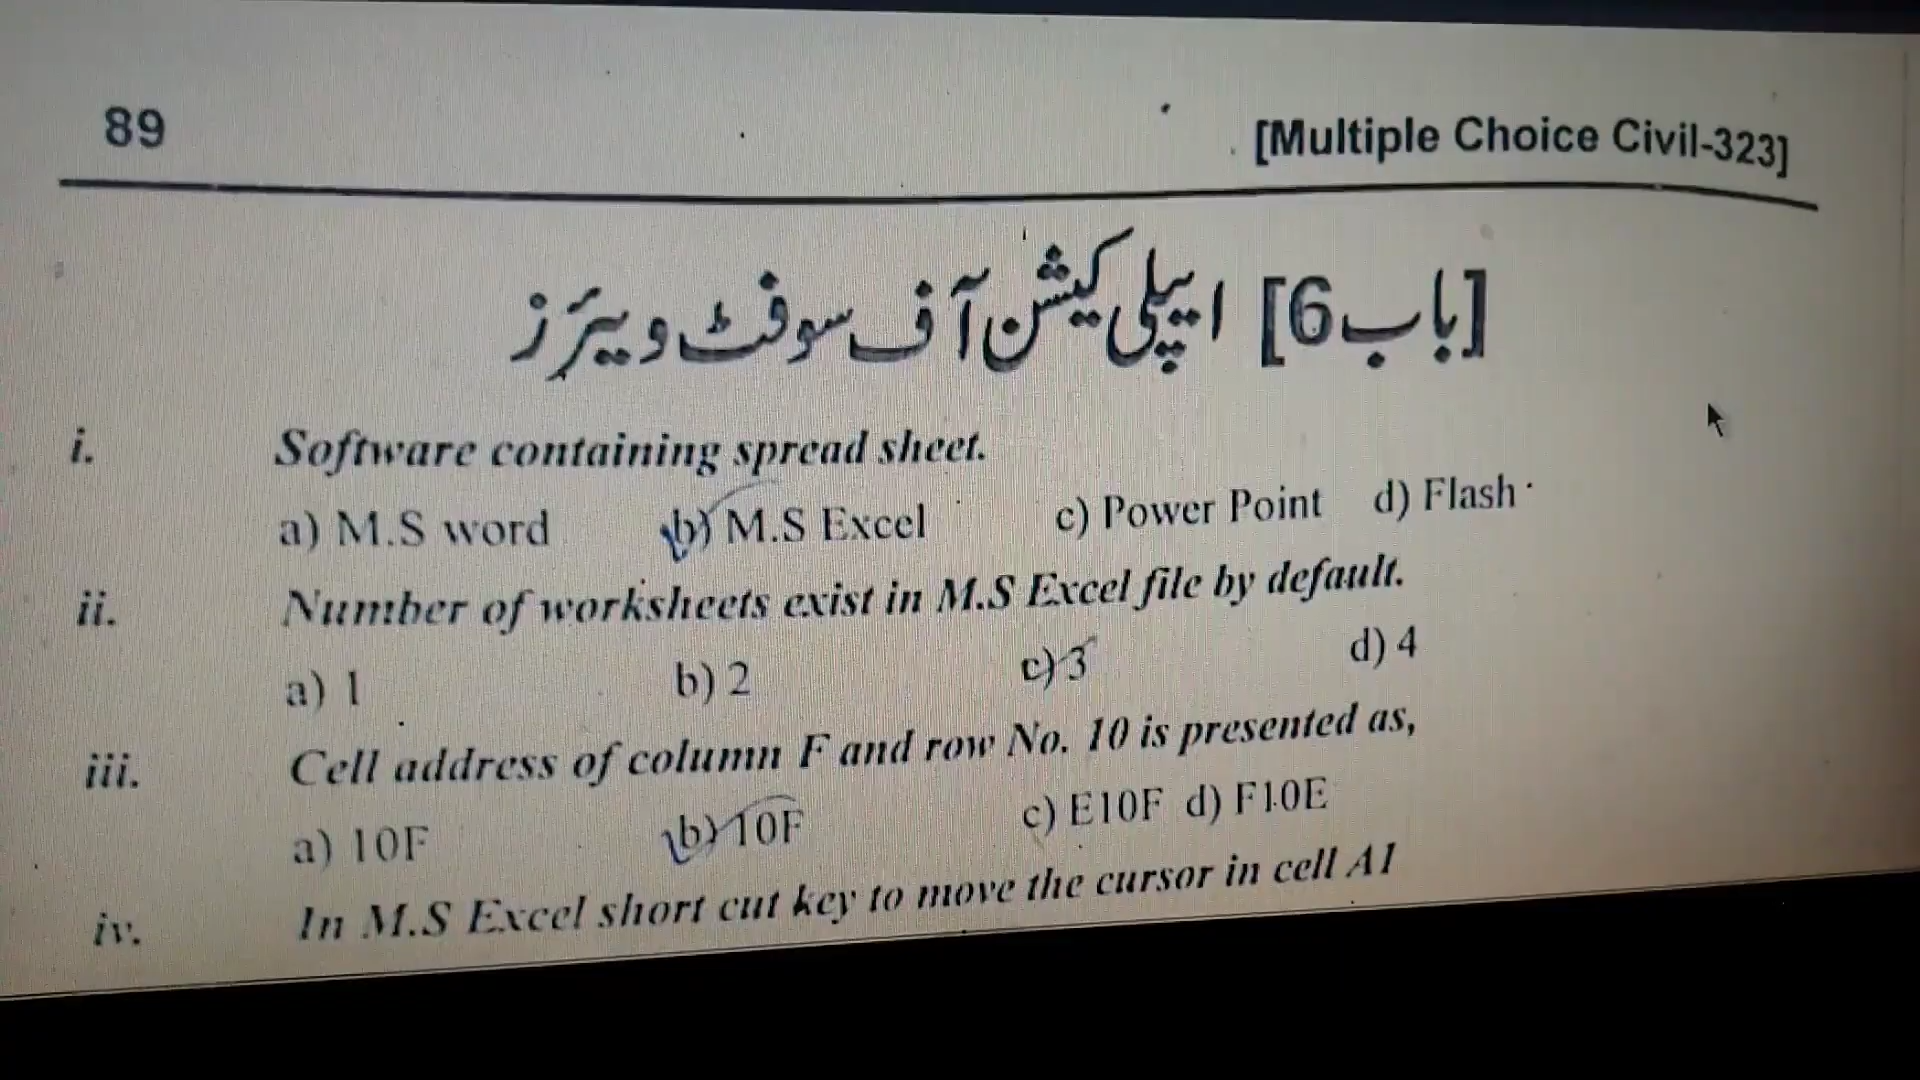 89
[Multiple Choice Civil-323]
[باب 6] ایپلی کیشن آف سوفٹ ویئرز
i. Software containing spread sheet.
a) M.S word b) M.S Excel c) Power Point d) Flash
ii. Number of worksheets exist in M.S Excel file by default.
a) 1 b) 2 c) 3 d) 4
iii. Cell address of column F and row No. 10 is presented as,
a) 10F b) 10F c) E10F d) F10E
iv. In M.S Excel short cut key to move the cursor in cell A1